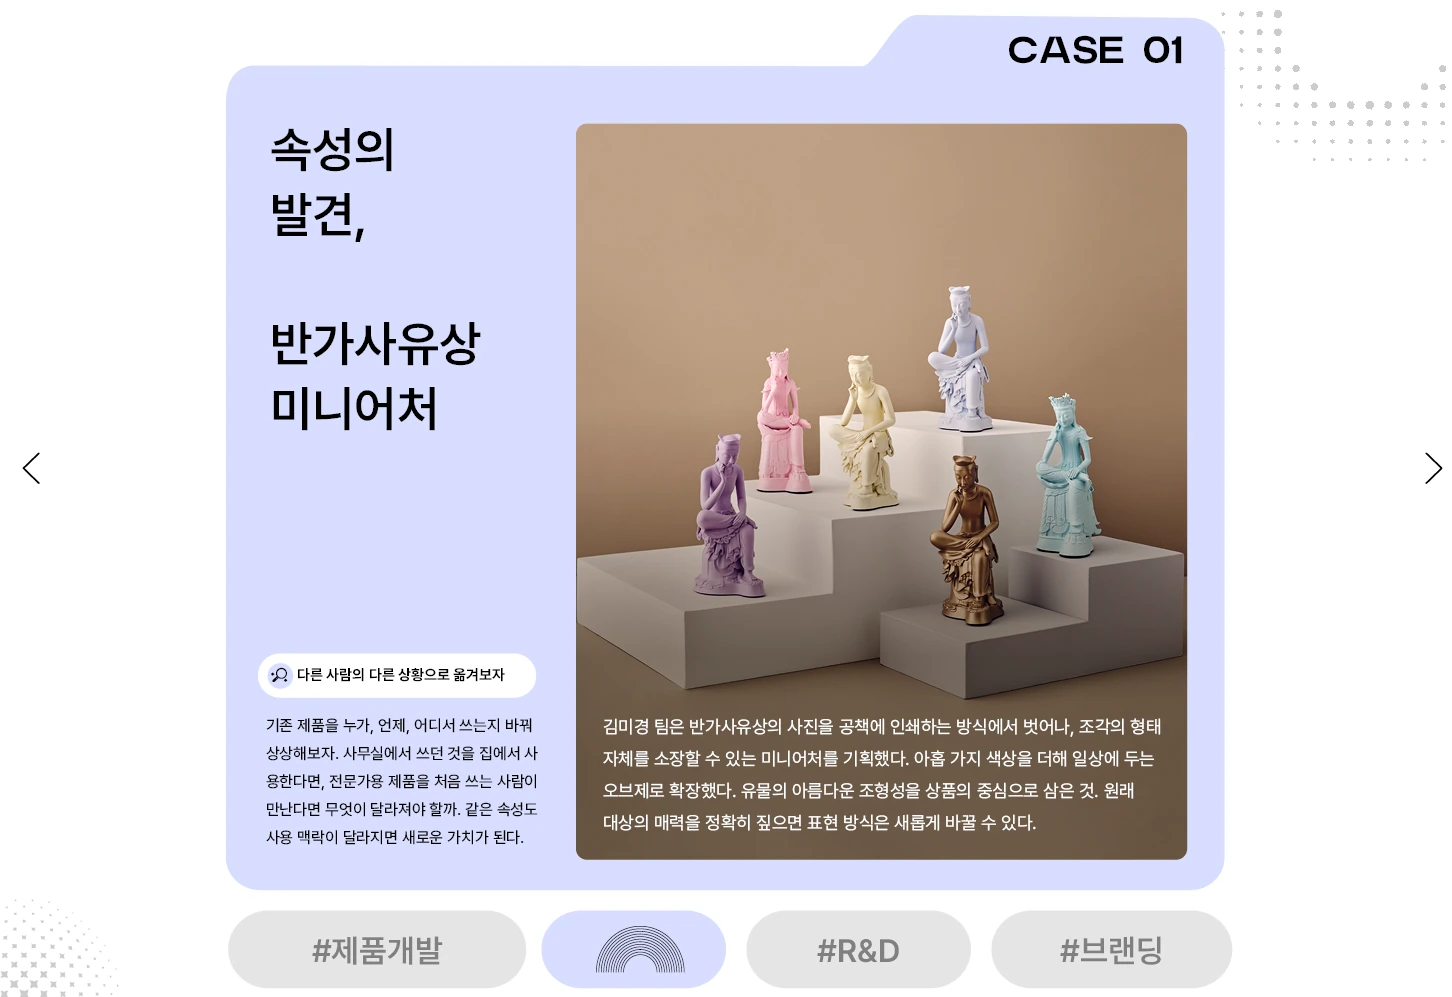 CASE 01
속성의
발견,
반가사유상
미니어처
다른 사람의 다른 상황으로 옮겨보자
기존 제품을 누가, 언제, 어디서 쓰는지 바꿔
상상해보자. 사무실에서 쓰던 것을 집에서 사
용한다면, 전문가용 제품을 처음 쓰는 사람이
만난다면 무엇이 달라져야 할까. 같은 속성도
사용 맥락이 달라지면 새로운 가치가 된다.
김미경 팀은 반가사유상의 사진을 공책에 인쇄하는 방식에서 벗어나, 조각의 형태
자체를 소장할 수 있는 미니어처를 기획했다. 아홉 가지 색상을 더해 일상에 두는
오브제로 확장했다. 유물의 아름다운 조형성을 상품의 중심으로 삼은 것. 원래
대상의 매력을 정확히 짚으면 표현 방식은 새롭게 바꿀 수 있다.
#제품개발
#R&D
#브랜딩